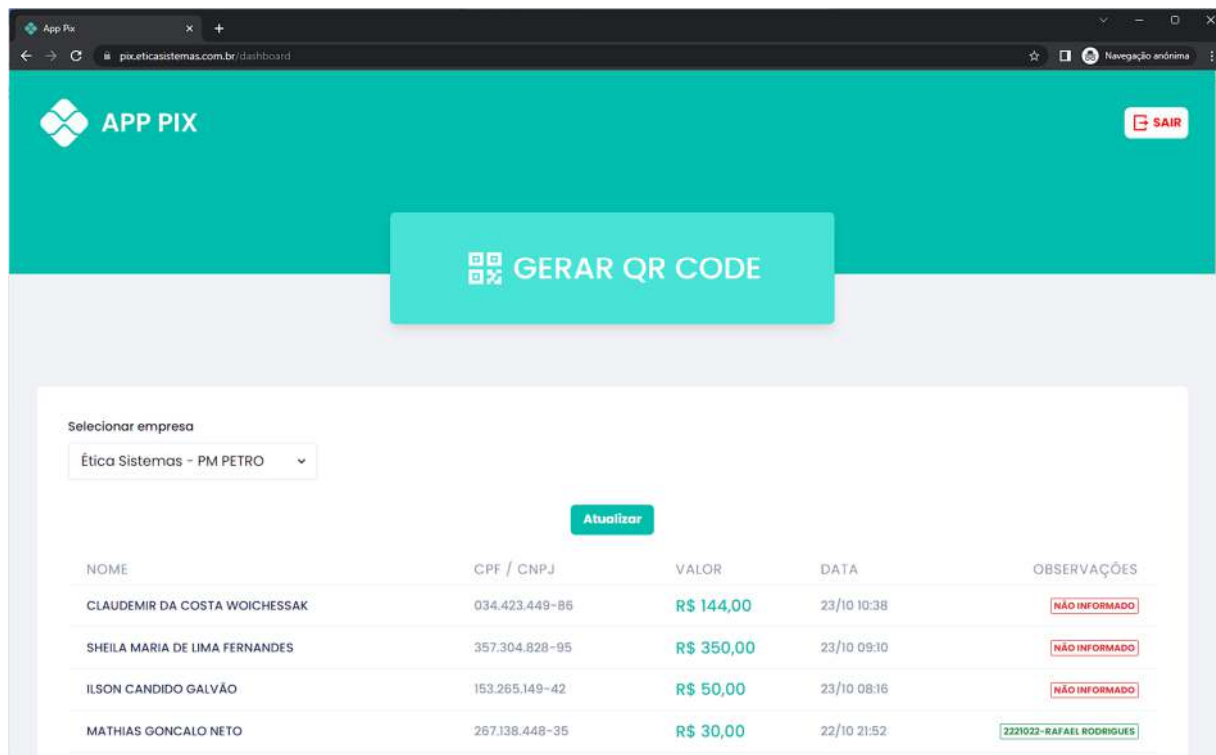 App Pix
pix.eticasistemas.com.br/dashboard
Navegação anônima
APP PIX
SAIR
GERAR QR CODE
Selecionar empresa
Ética Sistemas - PM PETRO
Atualizar
NOME CPF / CNPJ VALOR DATA OBSERVAÇÕES
CLAUDEMIR DA COSTA WOICHESSAK 034.423.449-86 R$ 144,00 23/10 10:38 NÃO INFORMADO
SHEILA MARIA DE LIMA FERNANDES 357.304.828-95 R$ 350,00 23/10 09:10 NÃO INFORMADO
ILSON CANDIDO GALVÃO 153.265.149-42 R$ 50,00 23/10 08:16 NÃO INFORMADO
MATHIAS GONCALO NETO 267.138.448-35 R$ 30,00 22/10 21:52 2221022-RAFAEL RODRIGUES